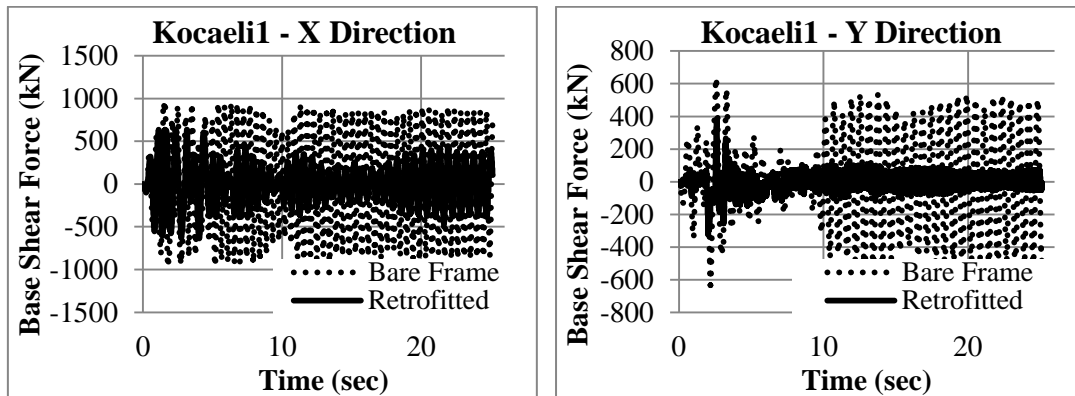 Kocaeli1 - X Direction
Base Shear Force (kN)
1500
1000
500
0
-500
-1000
-1500
Bare Frame
Retrofitted
0
10
20
Time (sec)
Kocaeli1 - Y Direction
Base Shear Force (kN)
800
600
400
200
0
-200
-400
-600
-800
Bare Frame
Retrofitted
0
10
20
Time (sec)